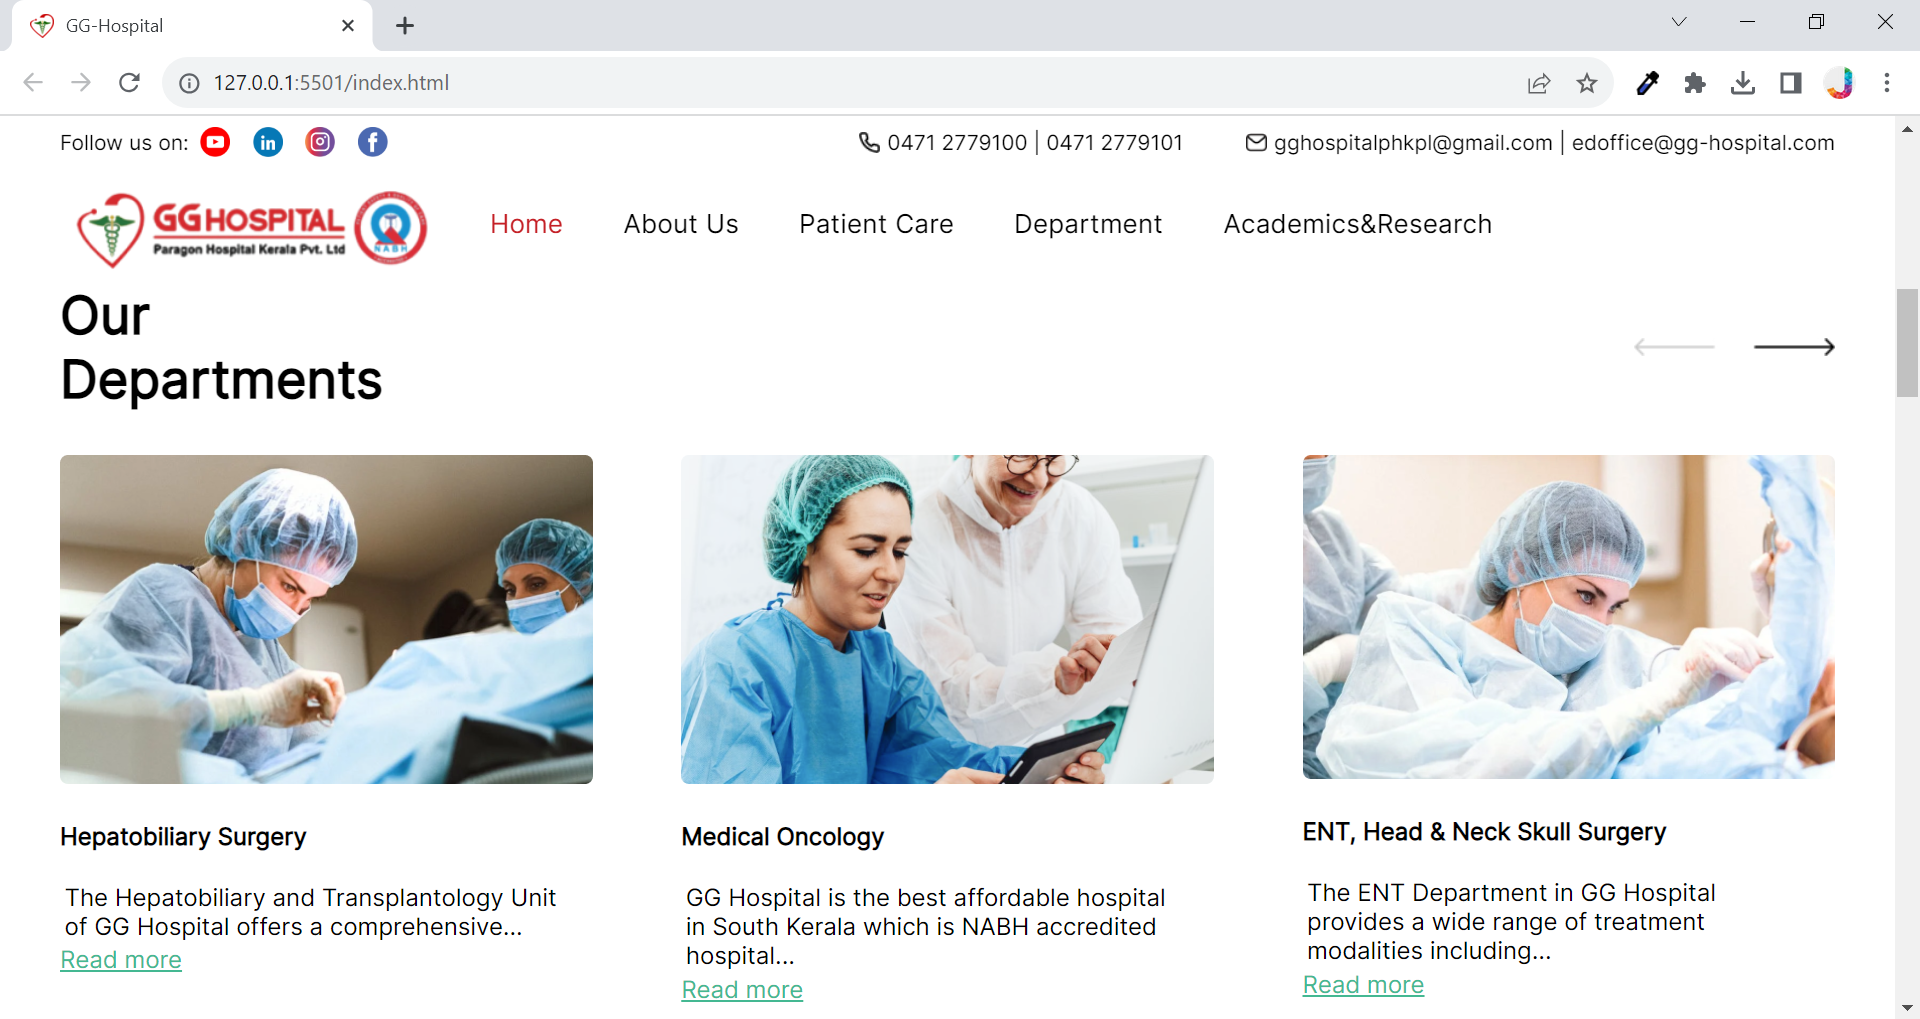 GG-Hospital
127.0.0.1:5501/index.html
Follow us on:
0471 2779100 | 0471 2779101
gghospitalphkpl@gmail.com | edoffice@gg-hospital.com
GG HOSPITAL
Paragon Hospital Kerala Pvt. Ltd
NABH
Home
About Us
Patient Care
Department
Academics&Research
Our
Departments
Hepatobiliary Surgery
The Hepatobiliary and Transplantology Unit
of GG Hospital offers a comprehensive...
Read more
Medical Oncology
GG Hospital is the best affordable hospital
in South Kerala which is NABH accredited
hospital...
Read more
ENT, Head & Neck Skull Surgery
The ENT Department in GG Hospital
provides a wide range of treatment
modalities including...
Read more